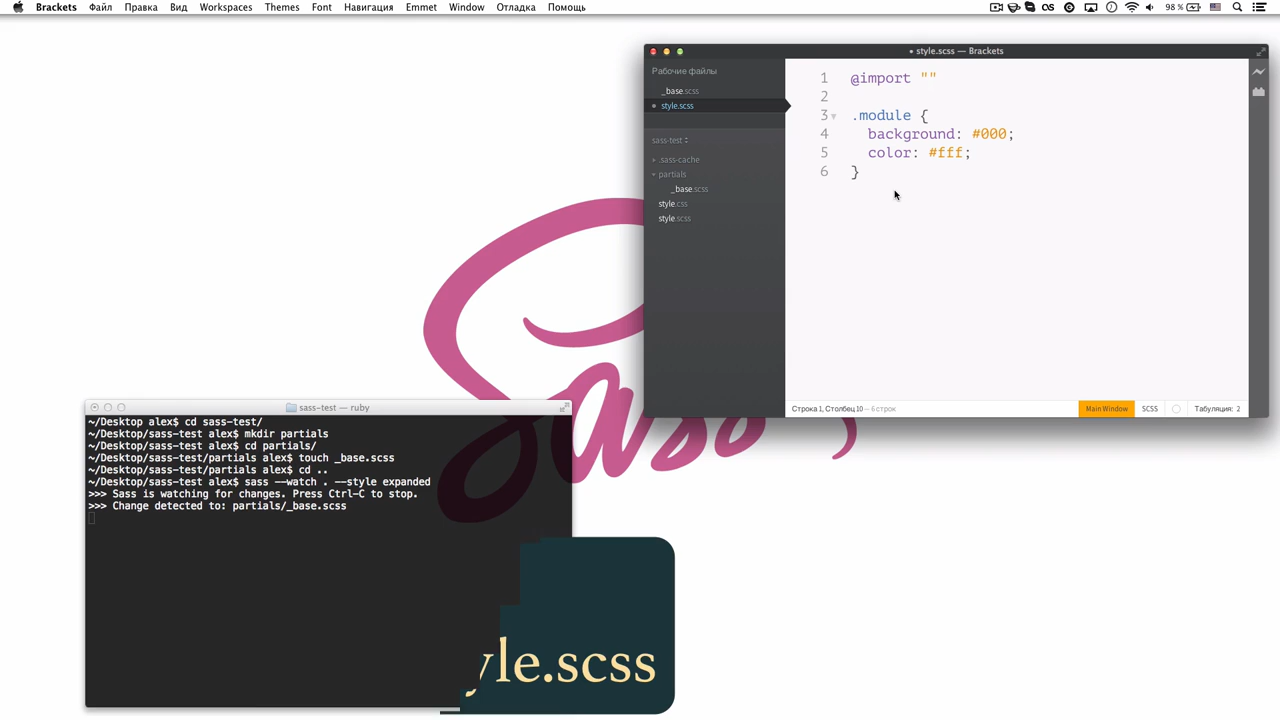 Brackets Файл Правка Вид Workspaces Themes Font Навигация Emmet Window Отладка Помощь 98 %
style.scss — Brackets
Рабочие файлы
_base.scss
style.scss
sass-test
.sass-cache
partials
_base.scss
style.css
style.scss
1 @import ""
2
3 .module {
4 background: #000;
5 color: #fff;
6 }
Строка 1, Столбец 10 — 6 строк Main Window SCSS Табуляция: 2
Sass
sass-test — ruby
~/Desktop alex$ cd sass-test/
~/Desktop/sass-test alex$ mkdir partials
~/Desktop/sass-test alex$ cd partials/
~/Desktop/sass-test/partials alex$ touch _base.scss
~/Desktop/sass-test/partials alex$ cd ..
~/Desktop/sass-test alex$ sass --watch . --style expanded
>>> Sass is watching for changes. Press Ctrl-C to stop.
>>> Change detected to: partials/_base.scss
yle.scss